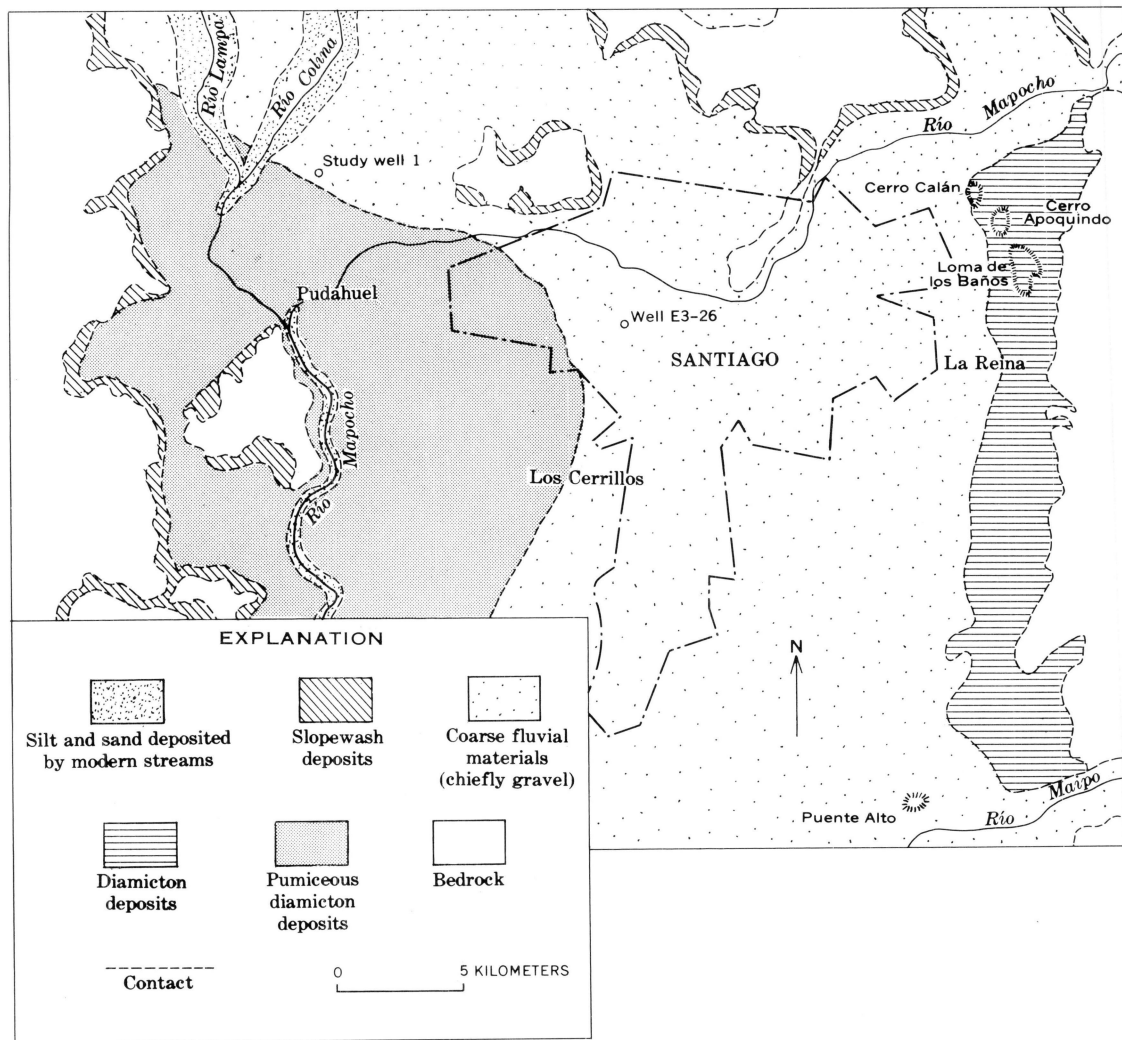 Río Lampa
Río Colina
Study well 1
Río Mapocho
Cerro Calán
Cerro
Apoquindo
Loma de
los Baños
Pudahuel
Well E3-26
SANTIAGO
La Reina
Río Mapocho
Los Cerrillos
N
Puente Alto
Río Maipo
EXPLANATION
Silt and sand deposited
by modern streams
Slopewash
deposits
Coarse fluvial
materials
(chiefly gravel)
Diamicton
deposits
Pumiceous
diamicton
deposits
Bedrock
Contact
0 5 KILOMETERS